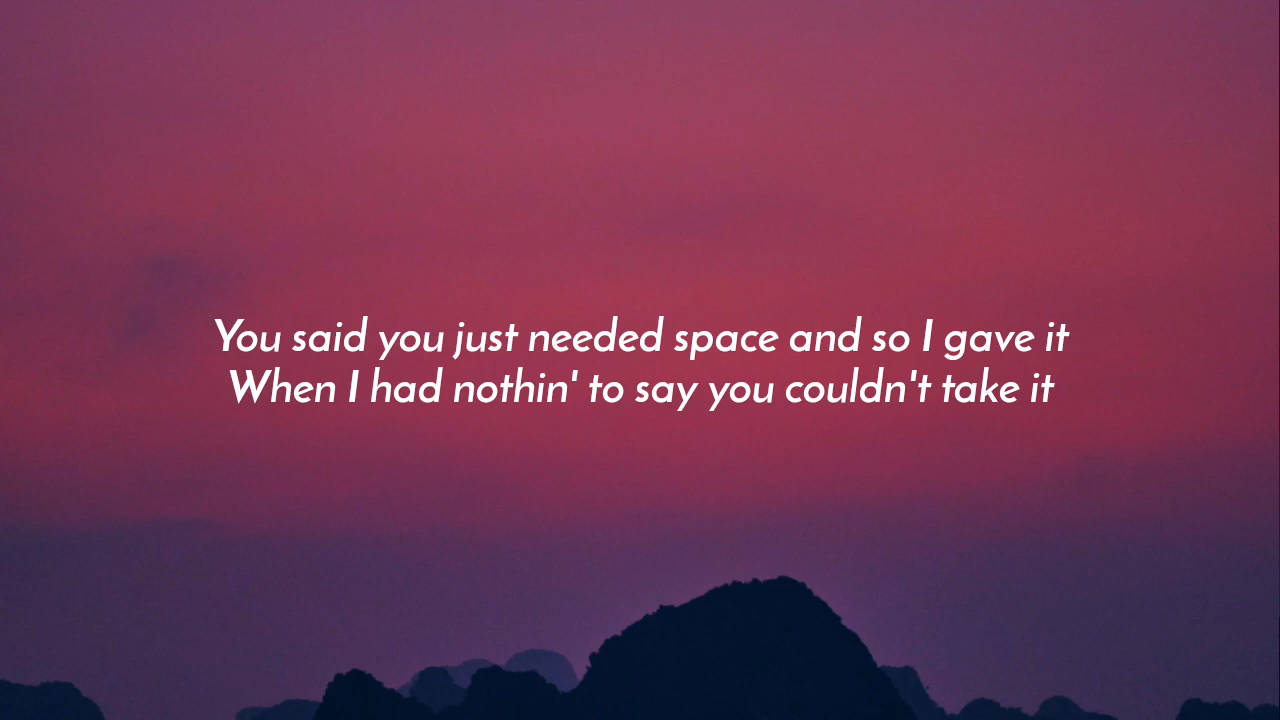 You said you just needed space and so I gave it
When I had nothin' to say you couldn't take it